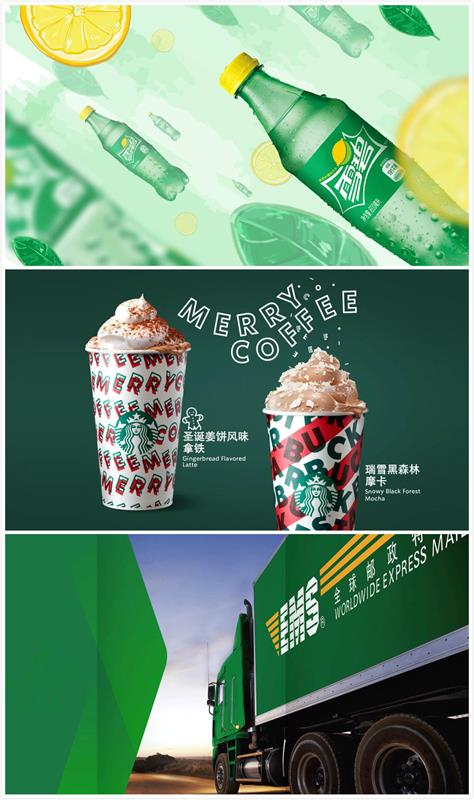 雪碧
MERRY
COFFEE
圣诞姜饼风味
拿铁
Gingerbread Flavored
Latte
瑞雪黑森林
摩卡
Snowy Black Forest
Mocha
EMS
®
全球邮政特
WORLDWIDE EXPRESS MAI